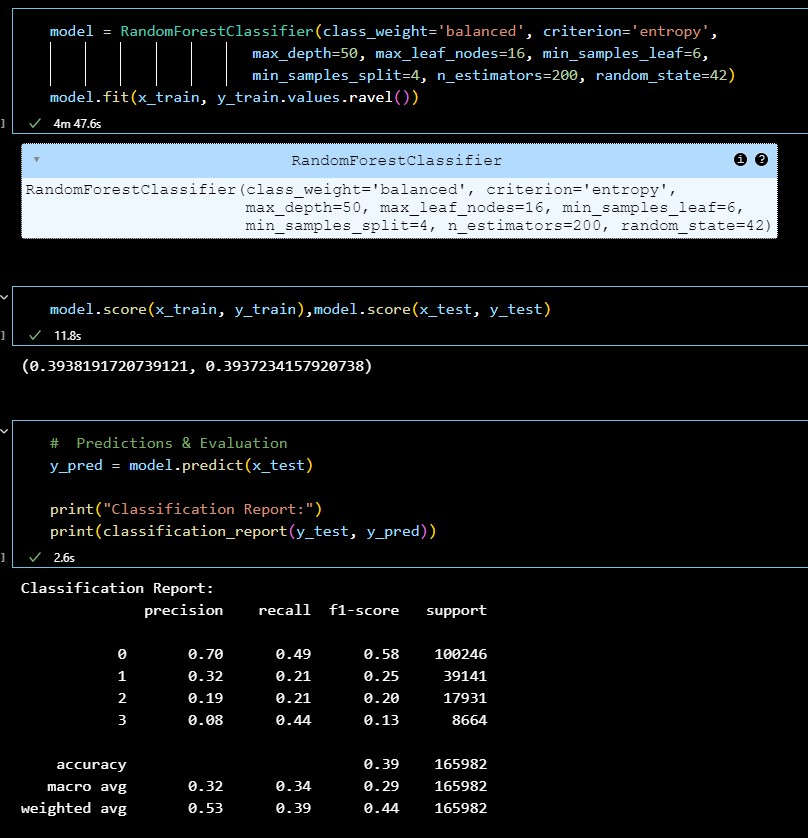 model = RandomForestClassifier(class_weight='balanced', criterion='entropy',
max_depth=50, max_leaf_nodes=16, min_samples_leaf=6,
min_samples_split=4, n_estimators=200, random_state=42)
model.fit(x_train, y_train.values.ravel())
] ✓ 4m 47.6s
▾ RandomForestClassifier i ?
RandomForestClassifier(class_weight='balanced', criterion='entropy',
max_depth=50, max_leaf_nodes=16, min_samples_leaf=6,
min_samples_split=4, n_estimators=200, random_state=42)
model.score(x_train, y_train),model.score(x_test, y_test)
] ✓ 11.8s
(0.3938191720739121, 0.3937234157920738)
#  Predictions & Evaluation
y_pred = model.predict(x_test)
print("Classification Report:")
print(classification_report(y_test, y_pred))
] ✓ 2.6s
Classification Report:
precision recall f1-score support
0 0.70 0.49 0.58 100246
1 0.32 0.21 0.25 39141
2 0.19 0.21 0.20 17931
3 0.08 0.44 0.13 8664
accuracy 0.39 165982
macro avg 0.32 0.34 0.29 165982
weighted avg 0.53 0.39 0.44 165982